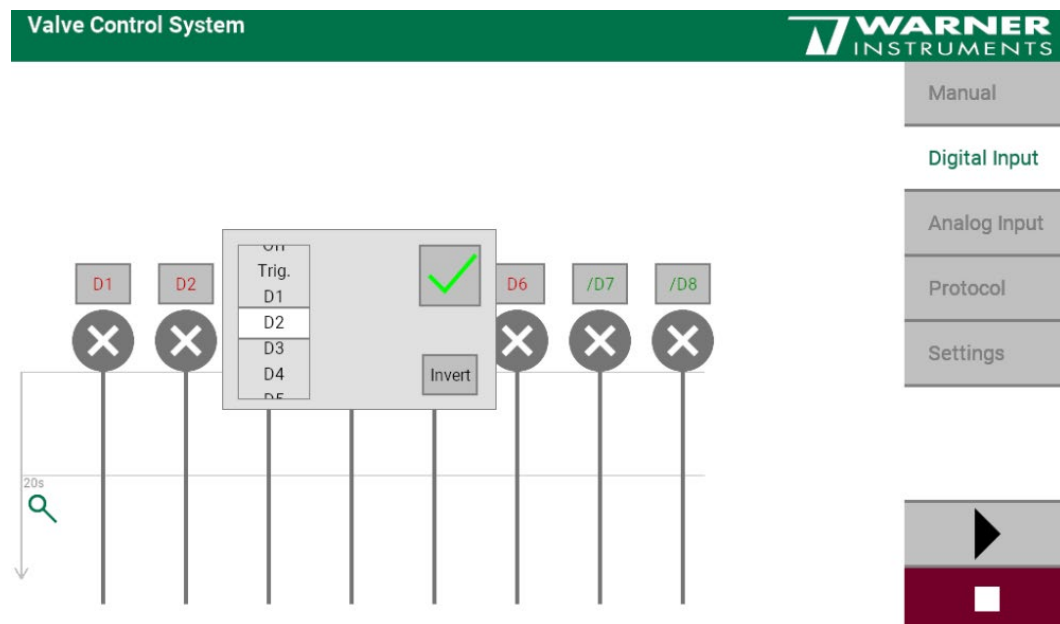 Valve Control System
WARNER
INSTRUMENTS
Manual
Digital Input
Analog Input
Protocol
Settings
D1
D2
Trig.
D1
D2
D3
D4
Invert
D6
/D7
/D8
20s